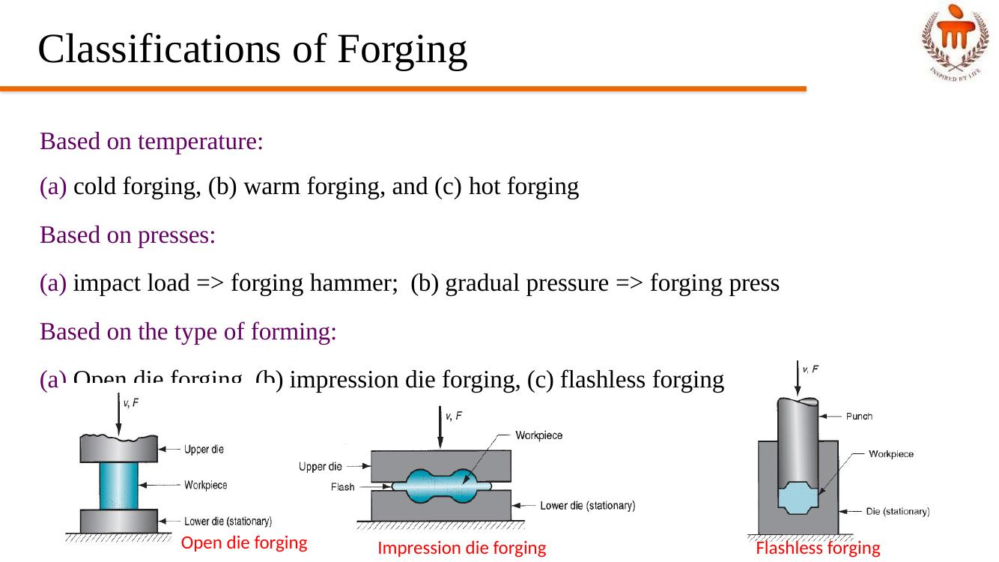 Classifications of Forging
INSPIRED BY LIFE
Based on temperature:
(a) cold forging, (b) warm forging, and (c) hot forging
Based on presses:
(a) impact load => forging hammer;  (b) gradual pressure => forging press
Based on the type of forming:
(a) Open die forging, (b) impression die forging, (c) flashless forging
v, F
Upper die
Workpiece
Lower die (stationary)
Open die forging
v, F
Workpiece
Upper die
Flash
Lower die (stationary)
Impression die forging
v, F
Punch
Workpiece
Die (stationary)
Flashless forging